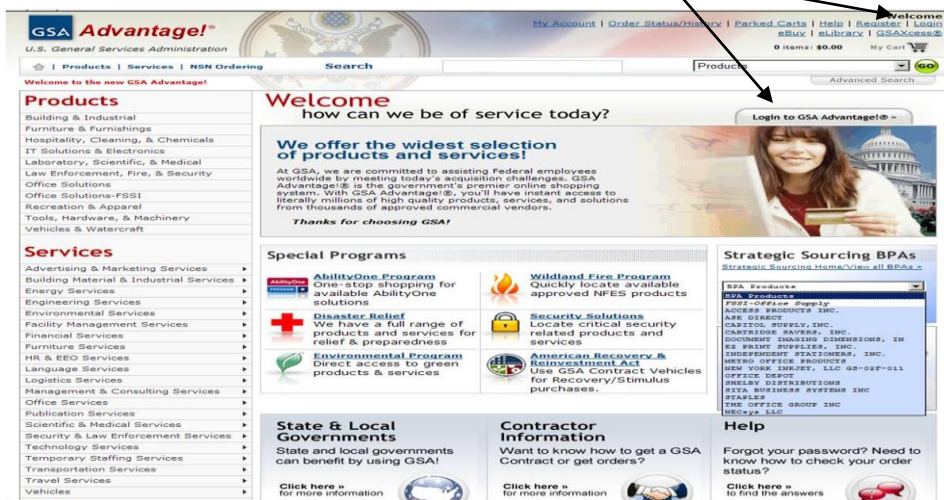 Welcome
GSA Advantage!®
My Account | Order Status/History | Parked Carts | Help | Register | Login
eBuy | eLibrary | GSAXcess®
U.S. General Services Administration
0 items: $0.00 My Cart
| Products | Services | NSN Ordering
Search
Products
GO
Welcome to the new GSA Advantage!
Advanced Search
Products
Building & Industrial
Furniture & Furnishings
Hospitality, Cleaning, & Chemicals
IT Solutions & Electronics
Laboratory, Scientific, & Medical
Law Enforcement, Fire, & Security
Office Solutions
Office Solutions-FSSI
Recreation & Apparel
Tools, Hardware, & Machinery
Vehicles & Watercraft
Services
Advertising & Marketing Services
Building Material & Industrial Services
Energy Services
Engineering Services
Environmental Services
Facility Management Services
Financial Services
Furniture Services
HR & EEO Services
Language Services
Logistics Services
Management & Consulting Services
Office Services
Publication Services
Scientific & Medical Services
Security & Law Enforcement Services
Technology Services
Temporary Staffing Services
Transportation Services
Travel Services
Vehicles
Welcome
how can we be of service today?
Login to GSA Advantage!® »
We offer the widest selection
of products and services!
At GSA, we are committed to assisting Federal employees
worldwide by meeting today's acquisition challenges. GSA
Advantage!® is the government's premier online shopping
system. With GSA Advantage!®, you'll have instant access to
literally millions of high quality products, services, and solutions
from thousands of approved commercial vendors.
Thanks for choosing GSA!
Special Programs
AbilityOne
PROGRAM
AbilityOne Program
One-stop shopping for
available AbilityOne
solutions
Wildland Fire Program
Quickly locate available
approved NFES products
Disaster Relief
We have a full range of
products and services for
relief & preparedness
Security Solutions
Locate critical security
related products and
services
Environmental Program
Direct access to green
products & services
American Recovery &
Reinvestment Act
Use GSA Contract Vehicles
for Recovery/Stimulus
purchases.
Strategic Sourcing BPAs
Strategic Sourcing Home/View all BPAs »
BPA Products
BPA Products
FSSI-Office Supply
ACCESS PRODUCTS INC.
ASE DIRECT
CAPITOL SUPPLY,INC.
CARTRIDGE SAVERS, INC.
DOCUMENT IMAGING DIMENSIONS, IN
EZ PRINT SUPPLIES, INC.
INDEPENDENT STATIONERS, INC.
METRO OFFICE PRODUCTS
NEW YORK INKJET, LLC GS-02F-011
OFFICE DEPOT
SHELBY DISTRIBUTIONS
SITA BUSINESS SYSTEMS INC
STAPLES
THE OFFICE GROUP INC
WECsys LLC
State & Local
Governments
State and local governments
can benefit by using GSA!
Click here »
for more information
Contractor
Information
Want to know how to get a GSA
Contract or get orders?
Click here »
for more information
Help
Forgot your password? Need to
know how to check your order
status?
Click here »
to find the answers